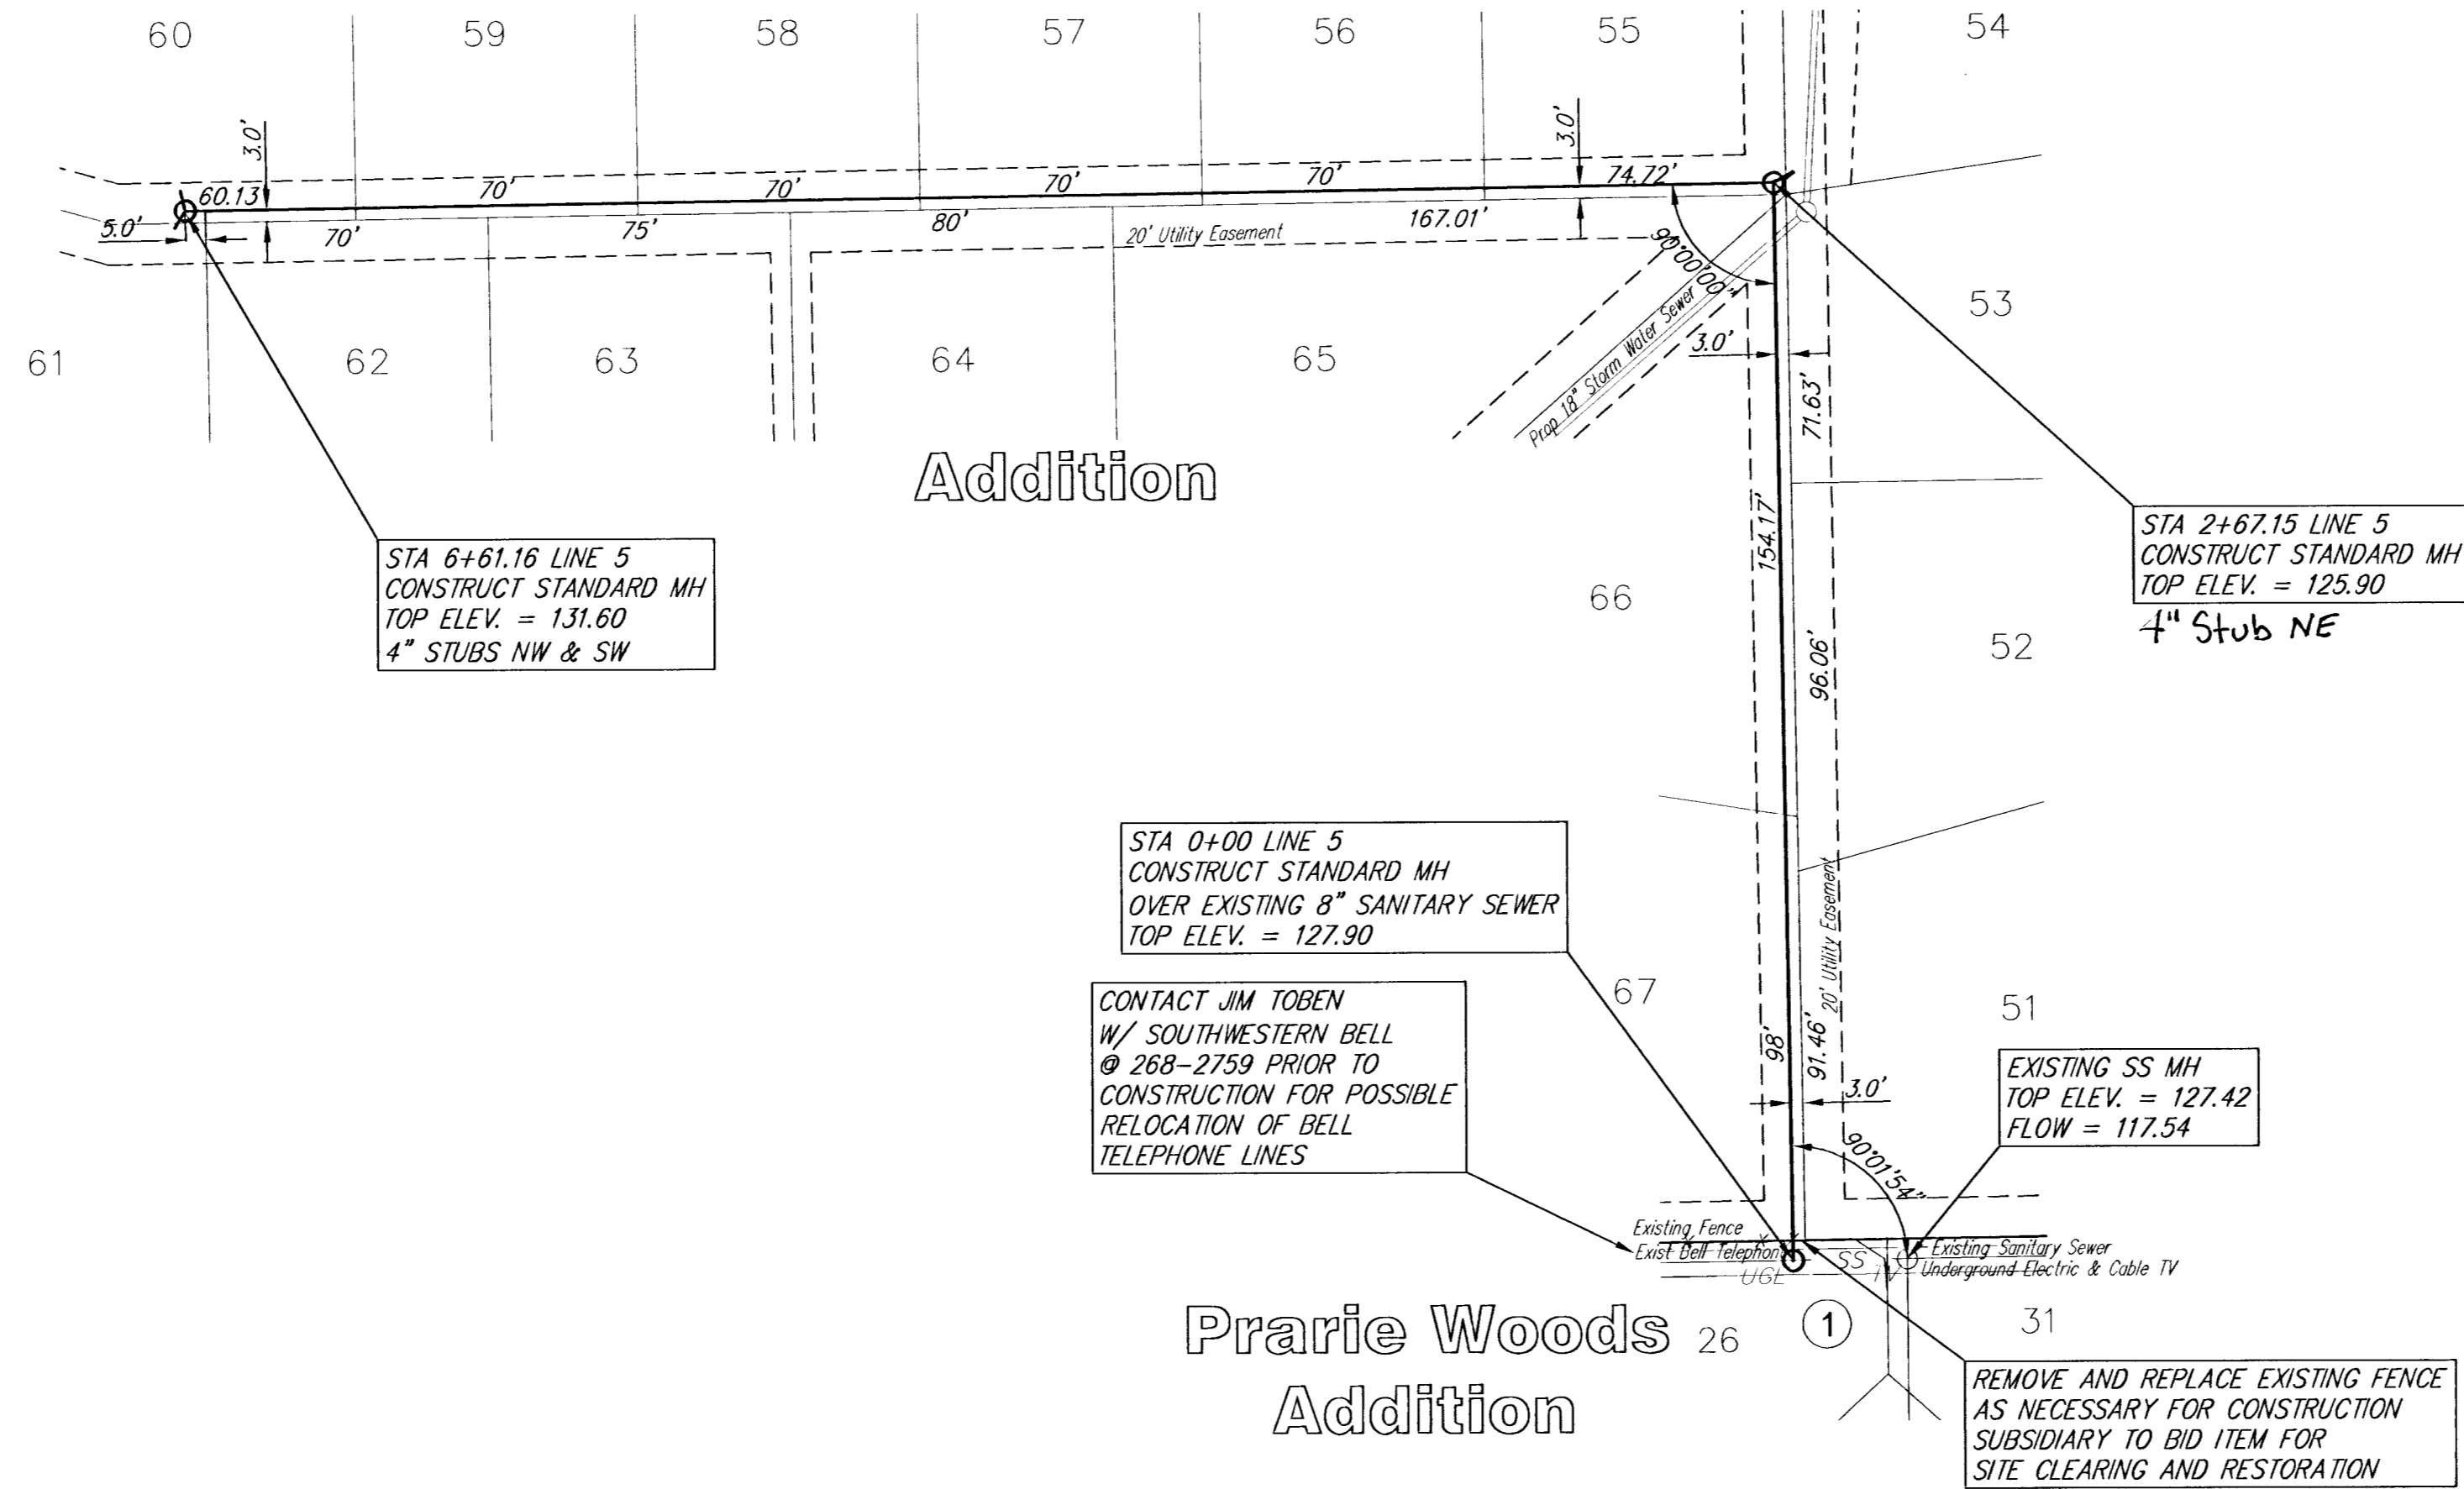 60
59
58
57
56
55
54
3.0'
3.0'
60.13'
70'
70'
70'
70'
74.72'
5.0'
70'
75'
80'
20' Utility Easement
167.01'
90°00'00"
61
62
63
64
65
53
Prop 18" Storm Water Sewer
3.0'
71.63'
Addition
STA 6+61.16 LINE 5
CONSTRUCT STANDARD MH
TOP ELEV. = 131.60
4" STUBS NW & SW
154.17'
STA 2+67.15 LINE 5
CONSTRUCT STANDARD MH
TOP ELEV. = 125.90
4" Stub NE
66
96.06'
52
STA 0+00 LINE 5
CONSTRUCT STANDARD MH
OVER EXISTING 8" SANITARY SEWER
TOP ELEV. = 127.90
20' Utility Easement
67
51
CONTACT JIM TOBEN
W/ SOUTHWESTERN BELL
@ 268-2759 PRIOR TO
CONSTRUCTION FOR POSSIBLE
RELOCATION OF BELL
TELEPHONE LINES
98'
91.46'
3.0'
EXISTING SS MH
TOP ELEV. = 127.42
FLOW = 117.54
90°01'54"
Existing Fence
Exist Bell Telephone
UGE
SS
TV
Existing Sanitary Sewer
Underground Electric & Cable TV
Prarie Woods
Addition
26
1
31
REMOVE AND REPLACE EXISTING FENCE
AS NECESSARY FOR CONSTRUCTION
SUBSIDIARY TO BID ITEM FOR
SITE CLEARING AND RESTORATION